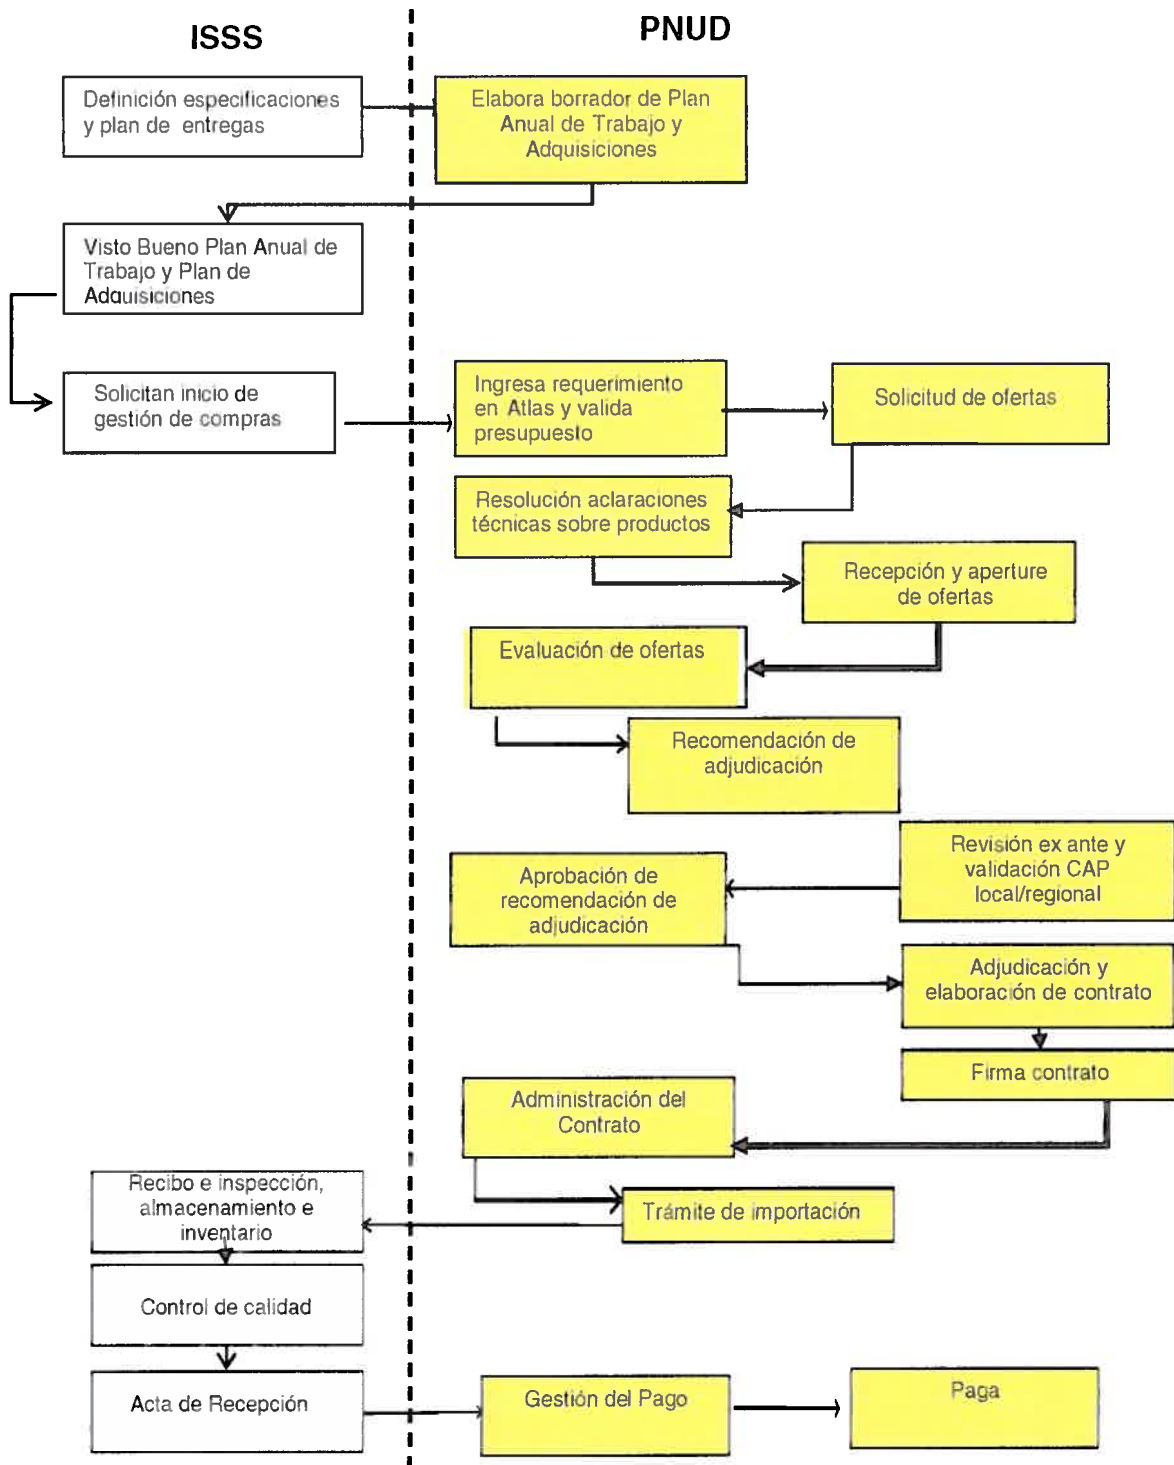 ISSS
PNUD
Definición especificaciones
y plan de entregas
Elabora borrador de Plan
Anual de Trabajo y
Adquisiciones
Visto Bueno Plan Anual de
Trabajo y Plan de
Adquisiciones
Solicitan inicio de
gestión de compras
Ingresa requerimiento
en Atlas y valida
presupuesto
Solicitud de ofertas
Resolución aclaraciones
técnicas sobre productos
Recepción y aperture
de ofertas
Evaluación de ofertas
Recomendación de
adjudicación
Revisión ex ante y
validación CAP
local/regional
Aprobación de
recomendación de
adjudicación
Adjudicación y
elaboración de contrato
Firma contrato
Administración del
Contrato
Recibo e inspección,
almacenamiento e
inventario
Trámite de importación
Control de calidad
Acta de Recepción
Gestión del Pago
Paga